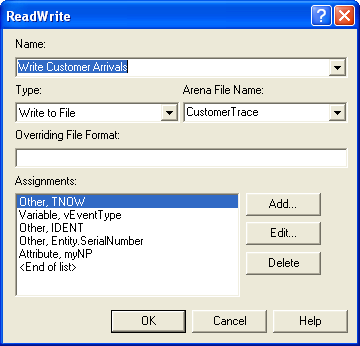 ReadWrite
Name:
Write Customer Arrivals
Type: Arena File Name:
Write to File CustomerTrace
Overriding File Format:
Assignments:
Other, TNOW
Variable, vEventType
Other, IDENT
Other, Entity.SerialNumber
Attribute, myNP
<End of list>
Add...
Edit...
Delete
OK Cancel Help